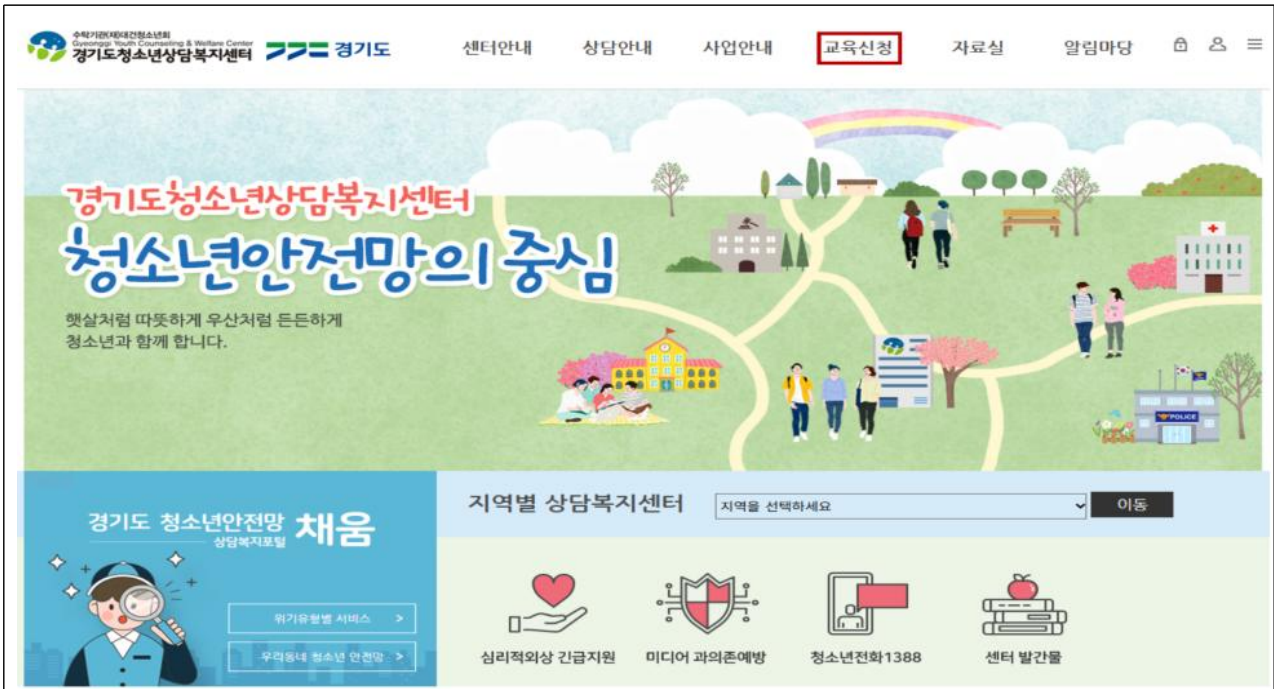 수탁기관(재)대건청소년회
Gyeonggi Youth Counseling & Welfare Center
경기도청소년상담복지센터
경기도
센터안내 상담안내 사업안내 교육신청 자료실 알림마당
경기도청소년상담복지센터
청소년안전망의 중심
햇살처럼 따뜻하게 우산처럼 든든하게
청소년과 함께 합니다.
POLICE
경기도 청소년안전망 채움
상담복지포털
위기유형별 서비스 >
우리동네 청소년 안전망 >
지역별 상담복지센터 지역을 선택하세요 이동
심리적외상 긴급지원 미디어 과의존예방 청소년전화1388 센터 발간물